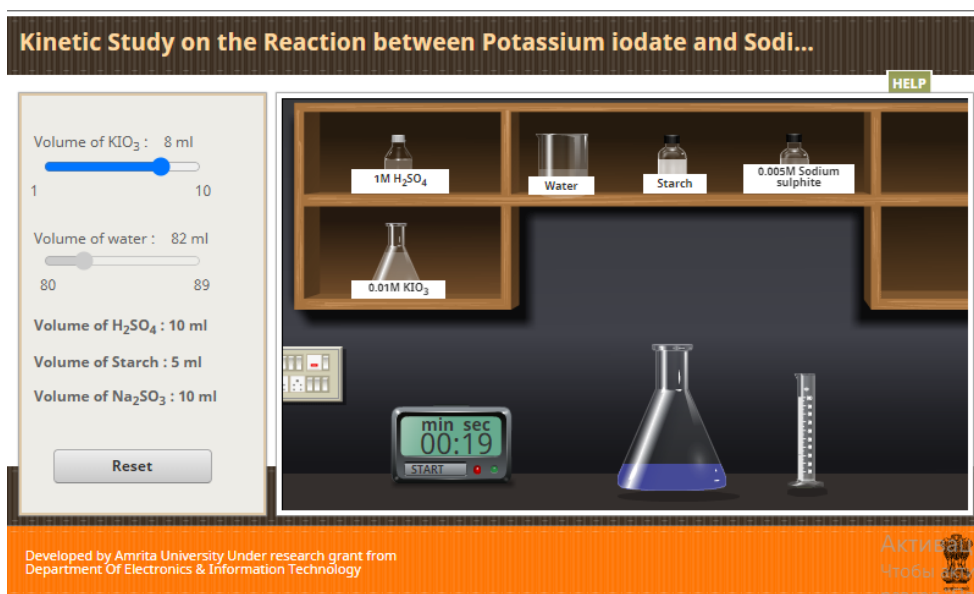 Kinetic Study on the Reaction between Potassium iodate and Sodi...
HELP
Volume of KIO₃ : 8 ml
1 10
Volume of water : 82 ml
80 89
Volume of H₂SO₄ : 10 ml
Volume of Starch : 5 ml
Volume of Na₂SO₃ : 10 ml
Reset
1M H₂SO₄
Water
Starch
0.005M Sodium
sulphite
0.01M KIO₃
min sec
00:19
START
Developed by Amrita University Under research grant from
Department Of Electronics & Information Technology